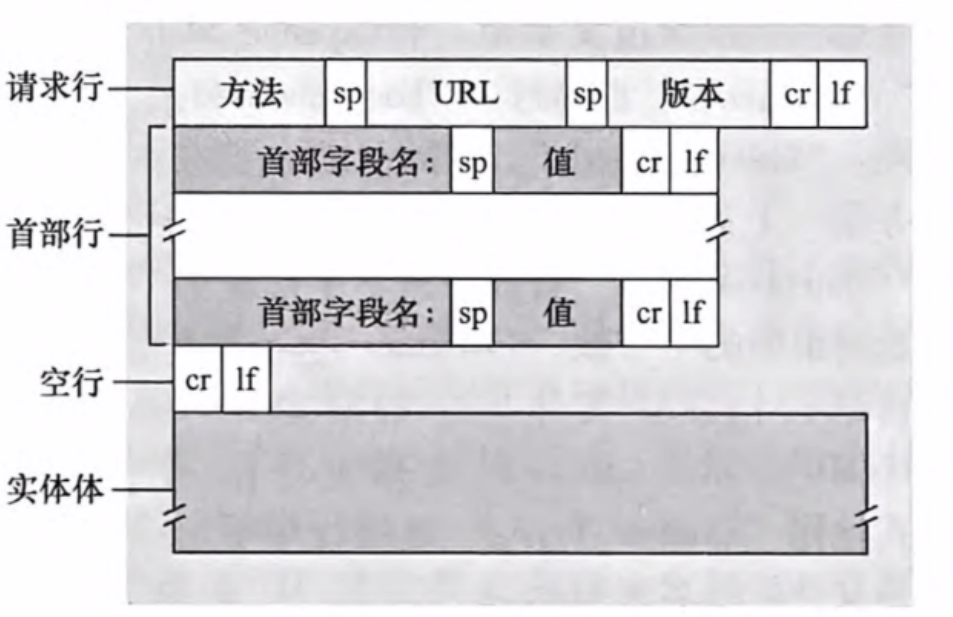 请求行 方法 sp URL sp 版本 cr lf
首部字段名： sp 值 cr lf
首部行
首部字段名： sp 值 cr lf
空行 cr lf
实体体